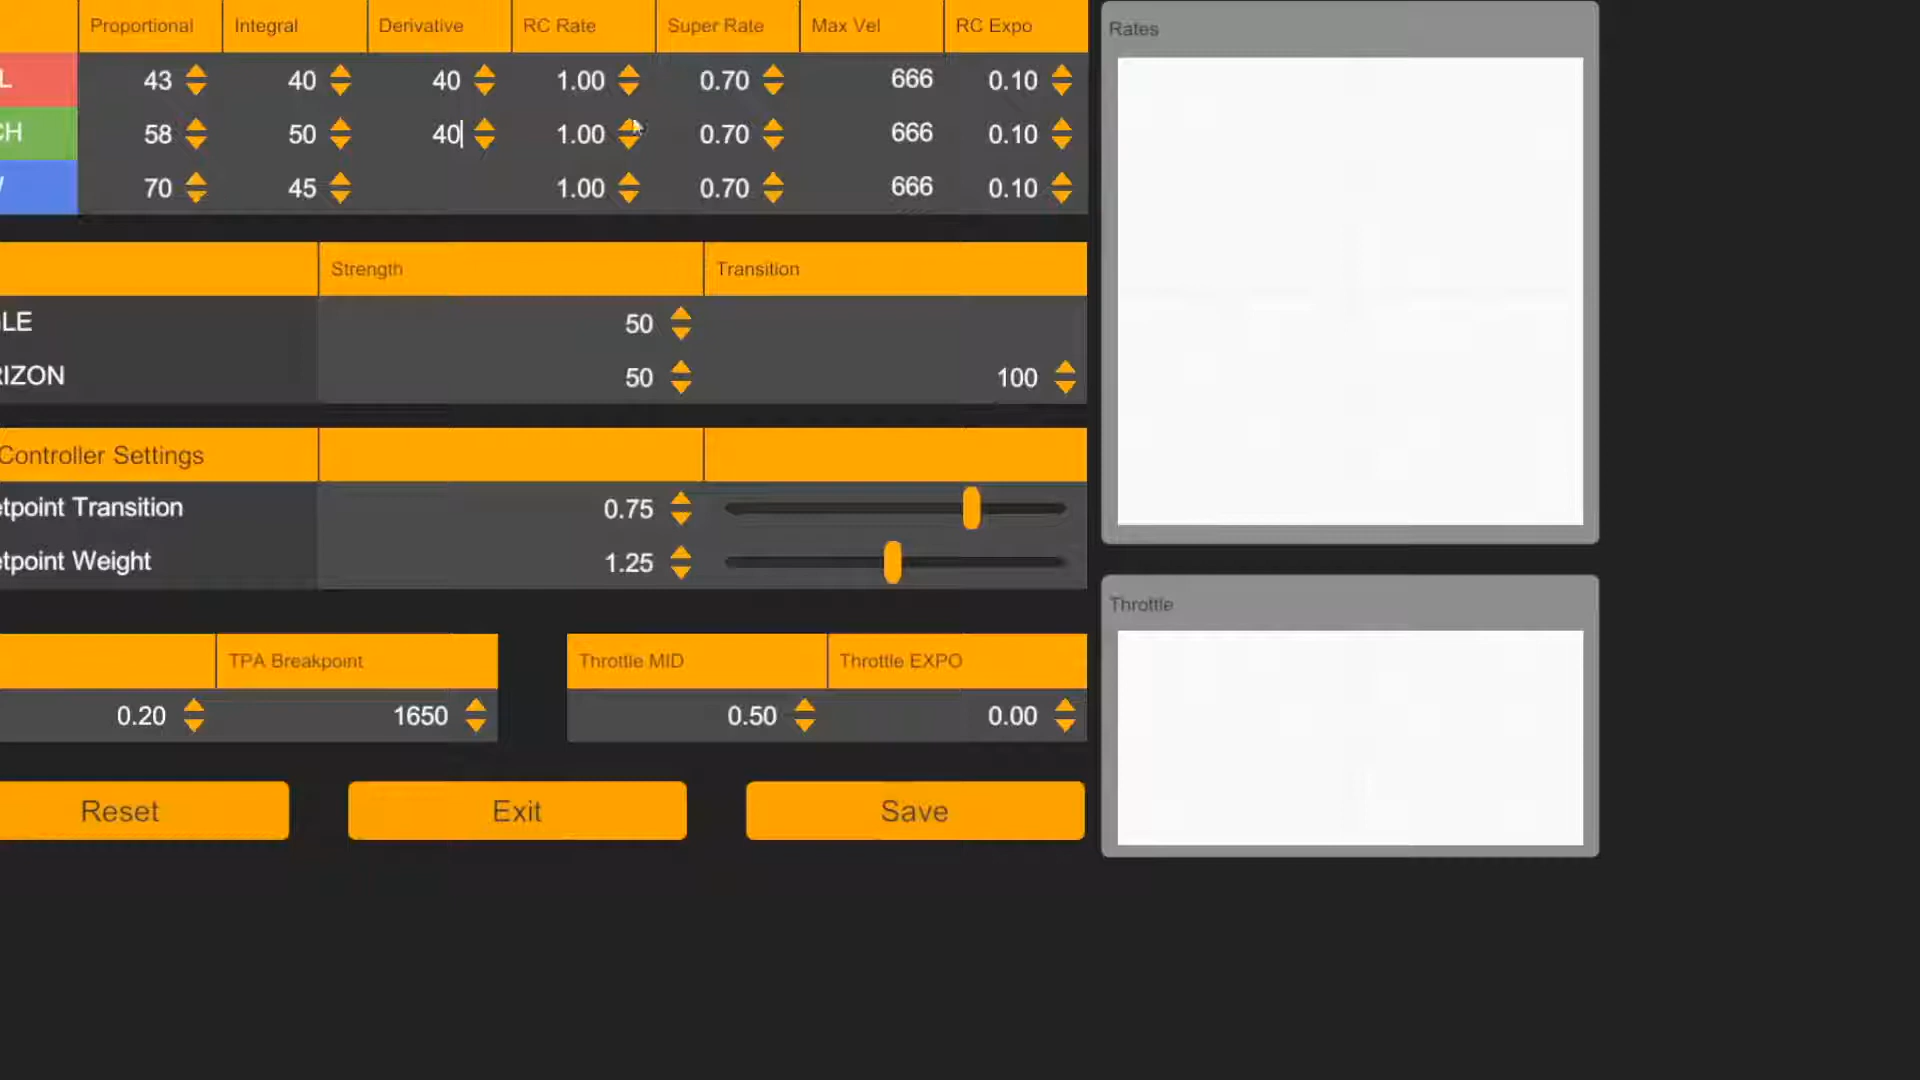 Proportional Integral Derivative RC Rate Super Rate Max Vel RC Expo
L 43 40 40 1.00 0.70 666 0.10
CH 58 50 40 1.00 0.70 666 0.10
70 45 1.00 0.70 666 0.10
Strength Transition
LE 50
RIZON 50 100
Controller Settings
etpoint Transition 0.75
etpoint Weight 1.25
TPA Breakpoint Throttle MID Throttle EXPO
0.20 1650 0.50 0.00
Reset Exit Save
Rates
Throttle